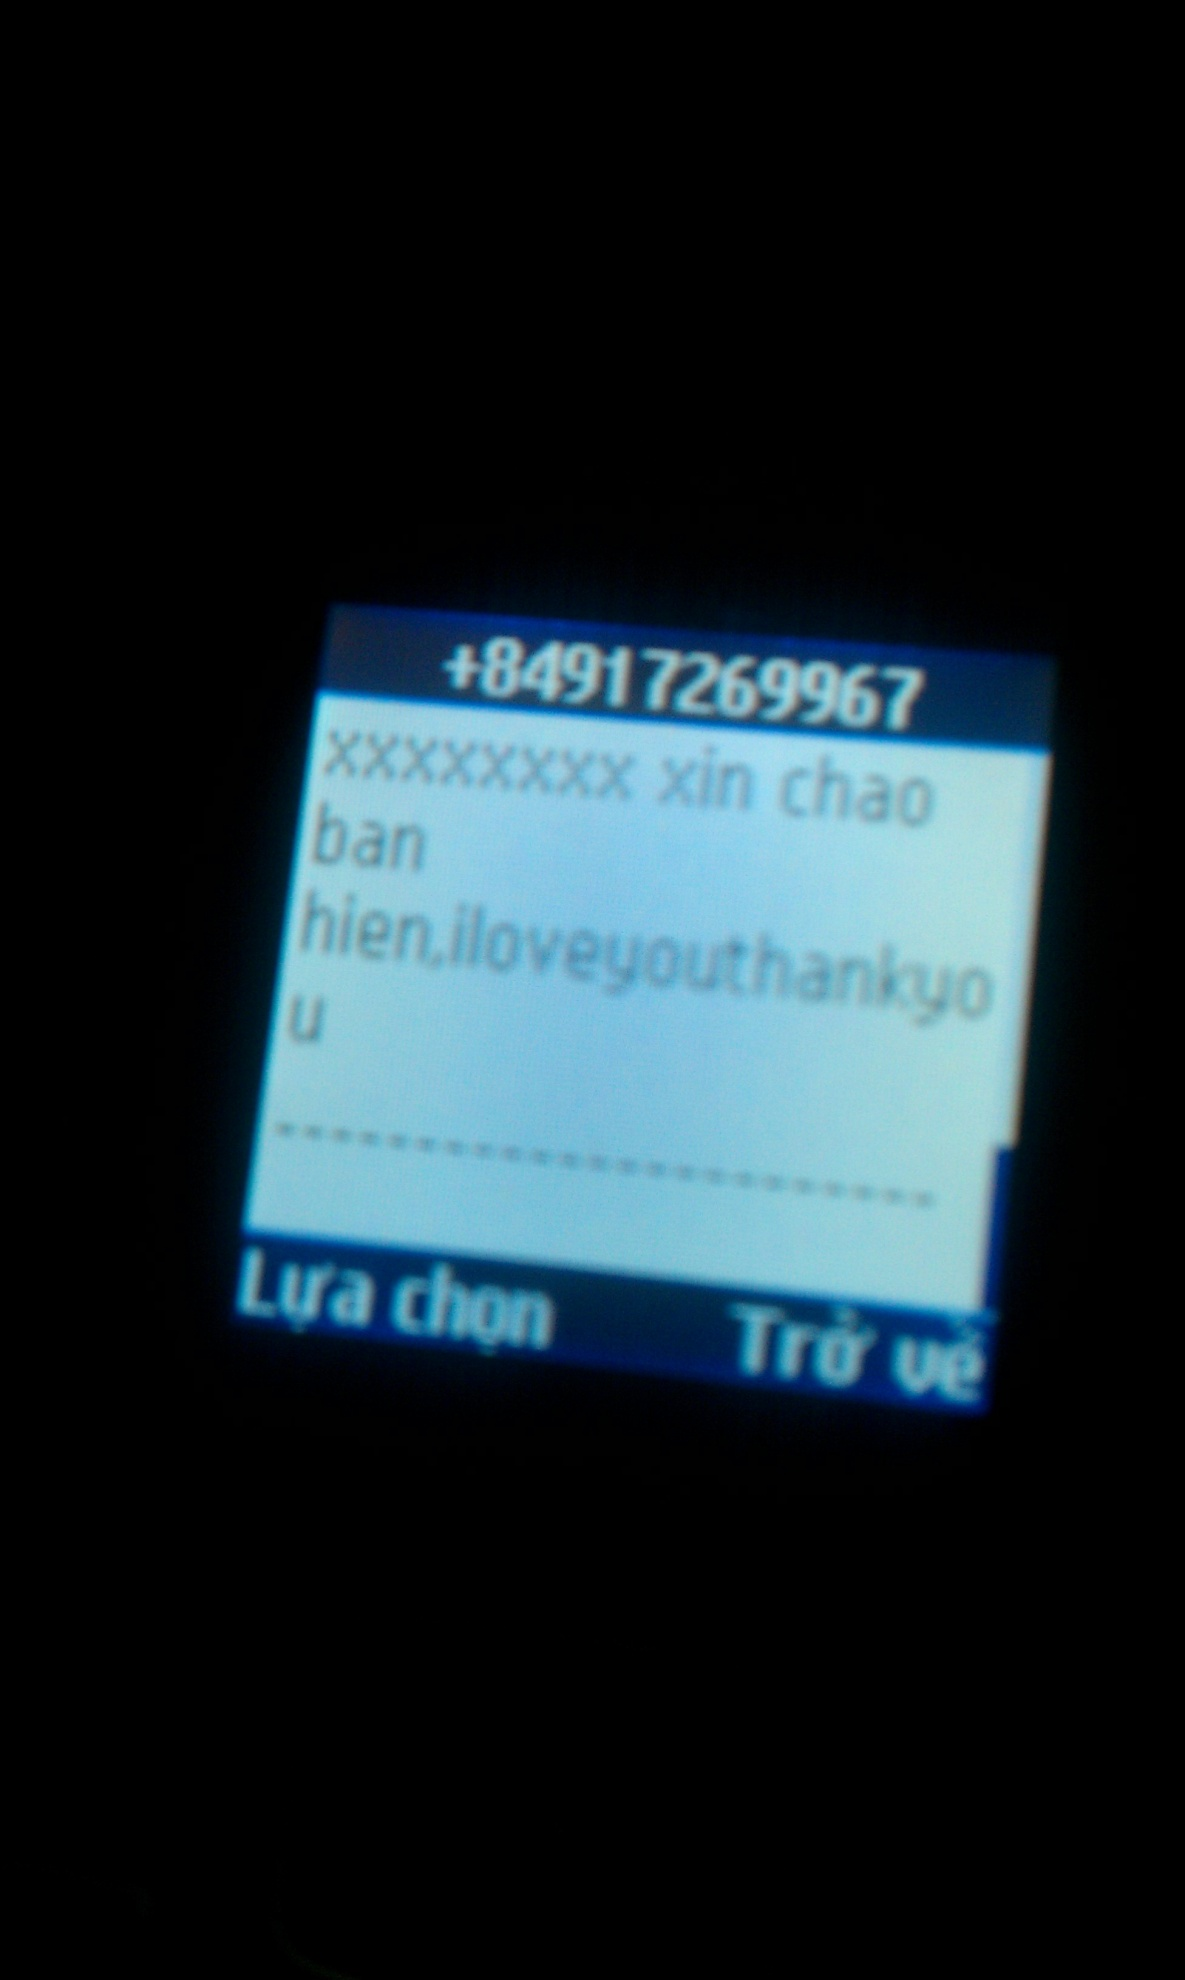 +84917269967
xxxxxxxx xin chao
ban
hien,iloveyouthankyo
u
-----------------------
Lựa chọn Trở về